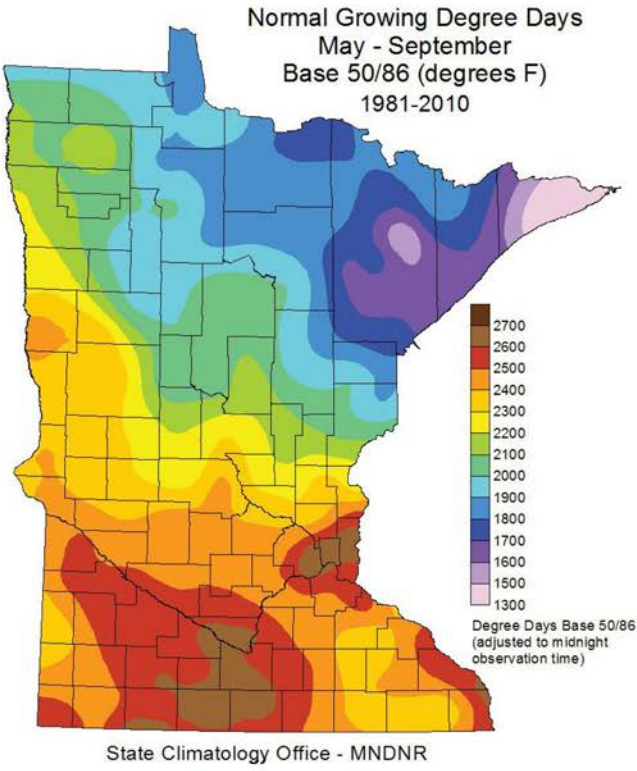 Normal Growing Degree Days
May - September
Base 50/86 (degrees F)
1981-2010
2700
2600
2500
2400
2300
2200
2100
2000
1900
1800
1700
1600
1500
1300
Degree Days Base 50/86
(adjusted to midnight
observation time)
State Climatology Office - MNDNR